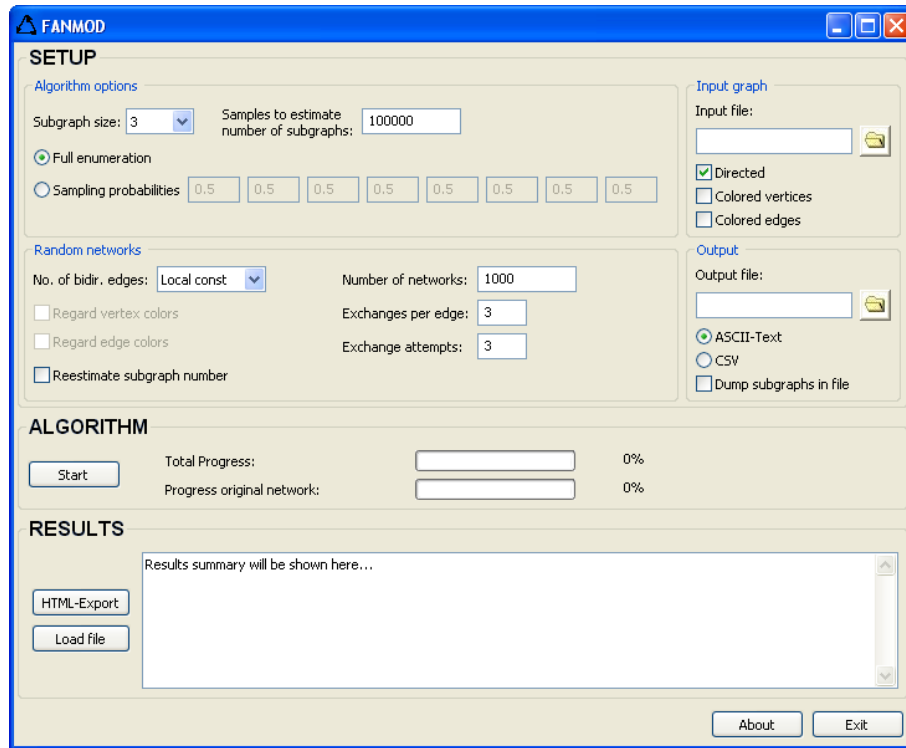 FANMOD
SETUP
Algorithm options
Subgraph size: 3
Samples to estimate
number of subgraphs: 100000
Full enumeration
Sampling probabilities 0.5 0.5 0.5 0.5 0.5 0.5 0.5 0.5
Input graph
Input file:
Directed
Colored vertices
Colored edges
Random networks
No. of bidir. edges: Local const
Regard vertex colors
Regard edge colors
Reestimate subgraph number
Number of networks: 1000
Exchanges per edge: 3
Exchange attempts: 3
Output
Output file:
ASCII-Text
CSV
Dump subgraphs in file
ALGORITHM
Start
Total Progress: 0%
Progress original network: 0%
RESULTS
HTML-Export
Load file
Results summary will be shown here...
About
Exit